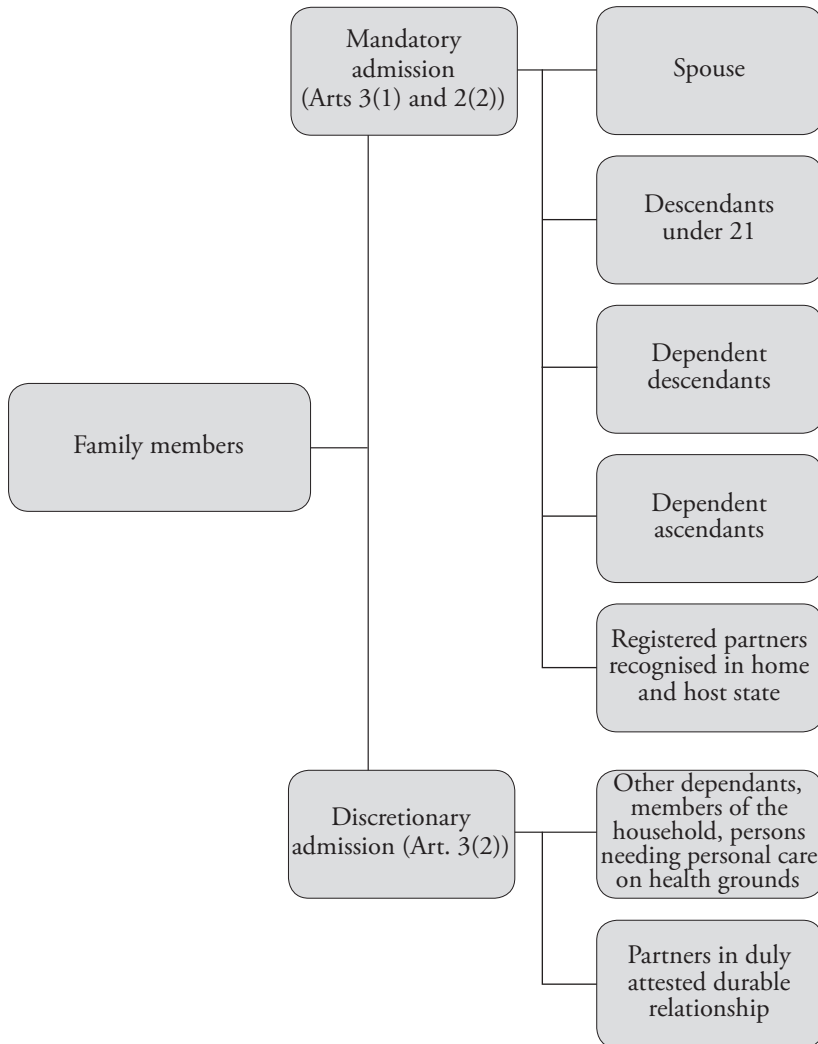 Mandatory
admission
(Arts 3(1) and 2(2))
Spouse
Descendants
under 21
Dependent
descendants
Family members
Dependent
ascendants
Registered partners
recognised in home
and host state
Discretionary
admission (Art. 3(2))
Other dependants,
members of the
household, persons
needing personal care
on health grounds
Partners in duly
attested durable
relationship